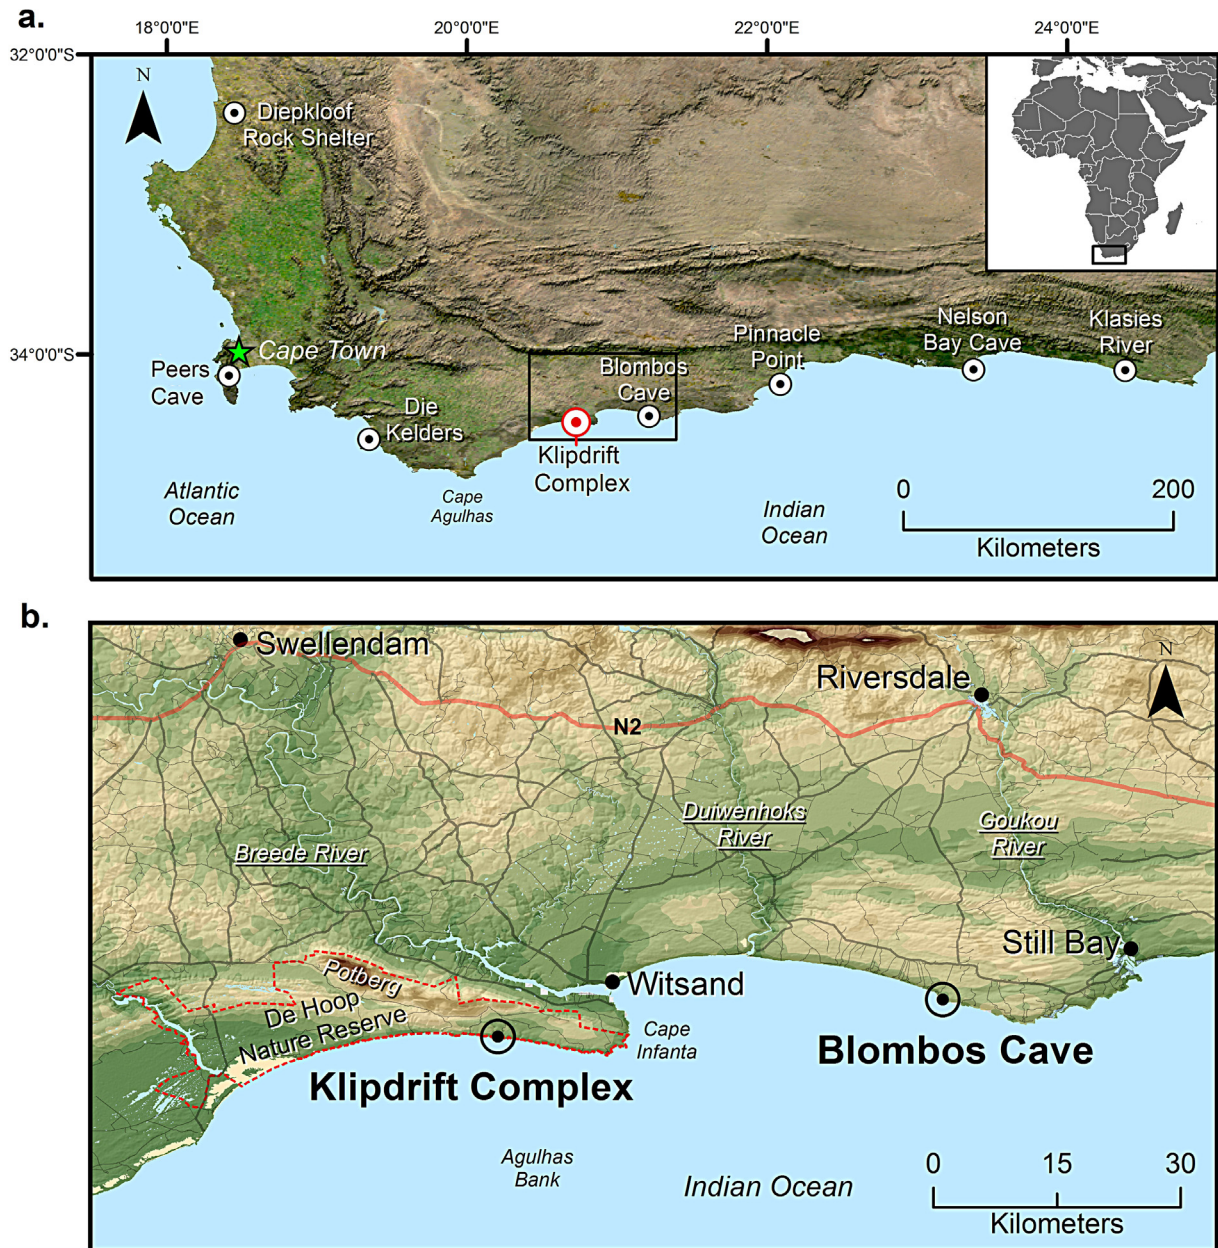 a.
18°0'0"E
20°0'0"E
22°0'0"E
24°0'0"E
32°0'0"S
N
Diepkloof
Rock Shelter
34°0'0"S
Cape Town
Peers
Cave
Die
Kelders
Blombos
Cave
Pinnacle
Point
Nelson
Bay Cave
Klasies
River
Klipdrift
Complex
Atlantic
Ocean
Cape
Agulhas
Indian
Ocean
0 200
Kilometers
b.
Swellendam
N
Riversdale
N2
Duiwenhoks
River
Goukou
River
Breede River
Still Bay
Potberg
De Hoop
Nature Reserve
Witsand
Cape
Infanta
Klipdrift Complex
Blombos Cave
Agulhas
Bank
Indian Ocean
0 15 30
Kilometers